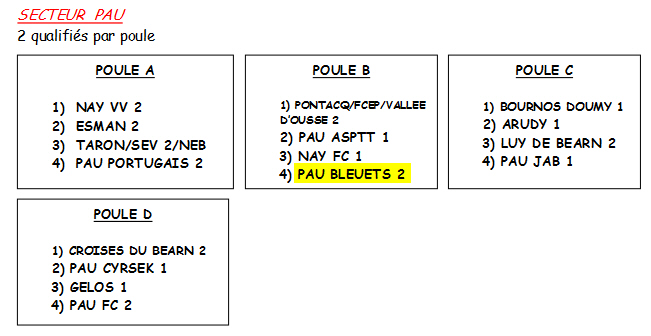 SECTEUR PAU
2 qualifiés par poule
POULE A
1) NAY VV 2
2) ESMAN 2
3) TARON/SEV 2/NEB
4) PAU PORTUGAIS 2
POULE B
1) PONTACQ/FCEP/VALLEE
D'OUSSE 2
2) PAU ASPTT 1
3) NAY FC 1
4) PAU BLEUETS 2
POULE C
1) BOURNOS DOUMY 1
2) ARUDY 1
3) LUY DE BEARN 2
4) PAU JAB 1
POULE D
1) CROISES DU BEARN 2
2) PAU CYRSEK 1
3) GELOS 1
4) PAU FC 2